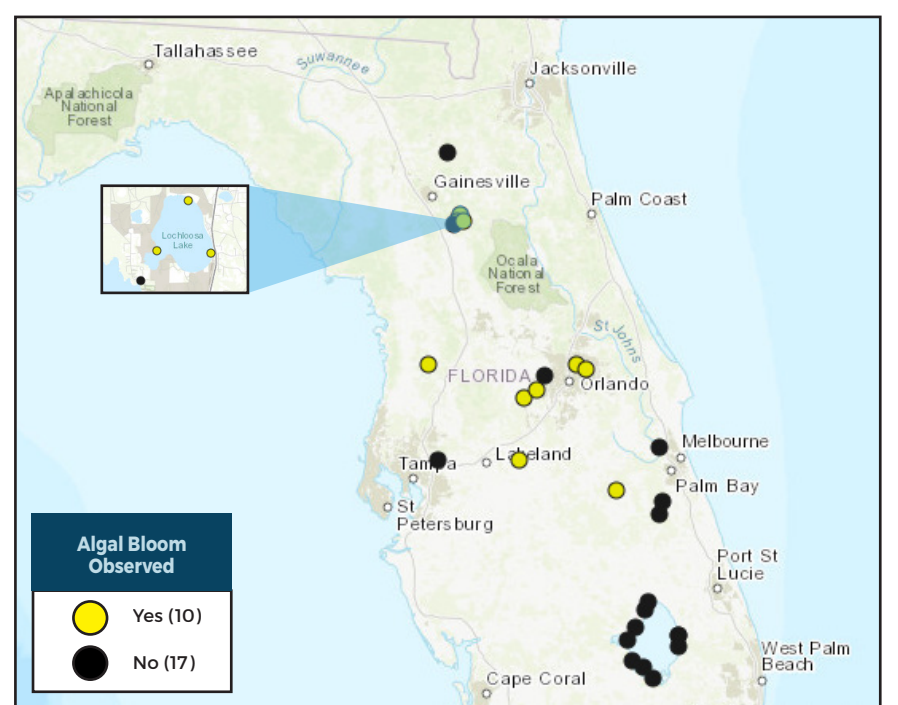 Tallahassee
Suwannee
Jacksonville
Apalachicola
National
Forest
Gainesville
Palm Coast
Lochloosa
Lake
Ocala
National
Forest
St Johns
FLORIDA
Orlando
Melbourne
Tampa
Lakeland
Palm Bay
St
Petersburg
Algal Bloom
Observed
Yes (10)
No (17)
Port St
Lucie
West Palm
Beach
Cape Coral